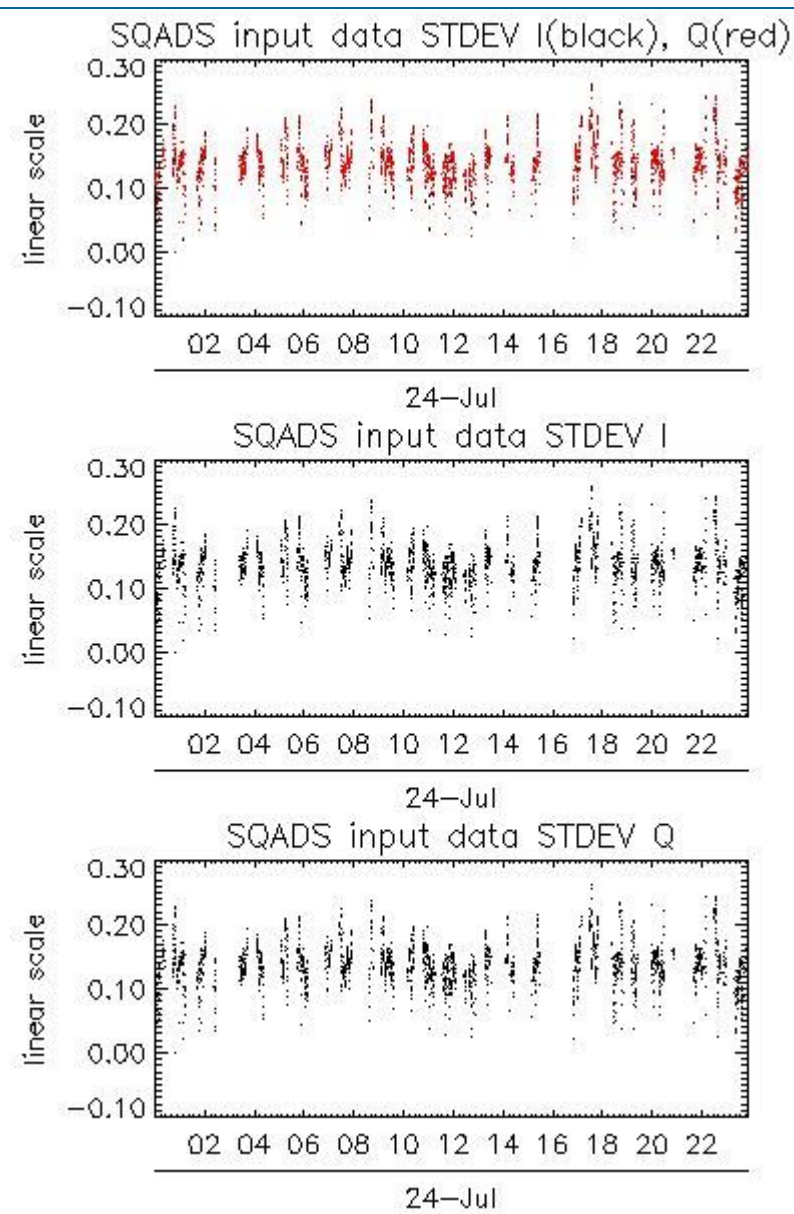 SQADS input data STDEV I(black), Q(red)
0.30
0.20
0.10
0.00
−0.10
linear scale
02 04 06 08 10 12 14 16 18 20 22
24−Jul
SQADS input data STDEV I
0.30
0.20
0.10
0.00
−0.10
linear scale
02 04 06 08 10 12 14 16 18 20 22
24−Jul
SQADS input data STDEV Q
0.30
0.20
0.10
0.00
−0.10
linear scale
02 04 06 08 10 12 14 16 18 20 22
24−Jul